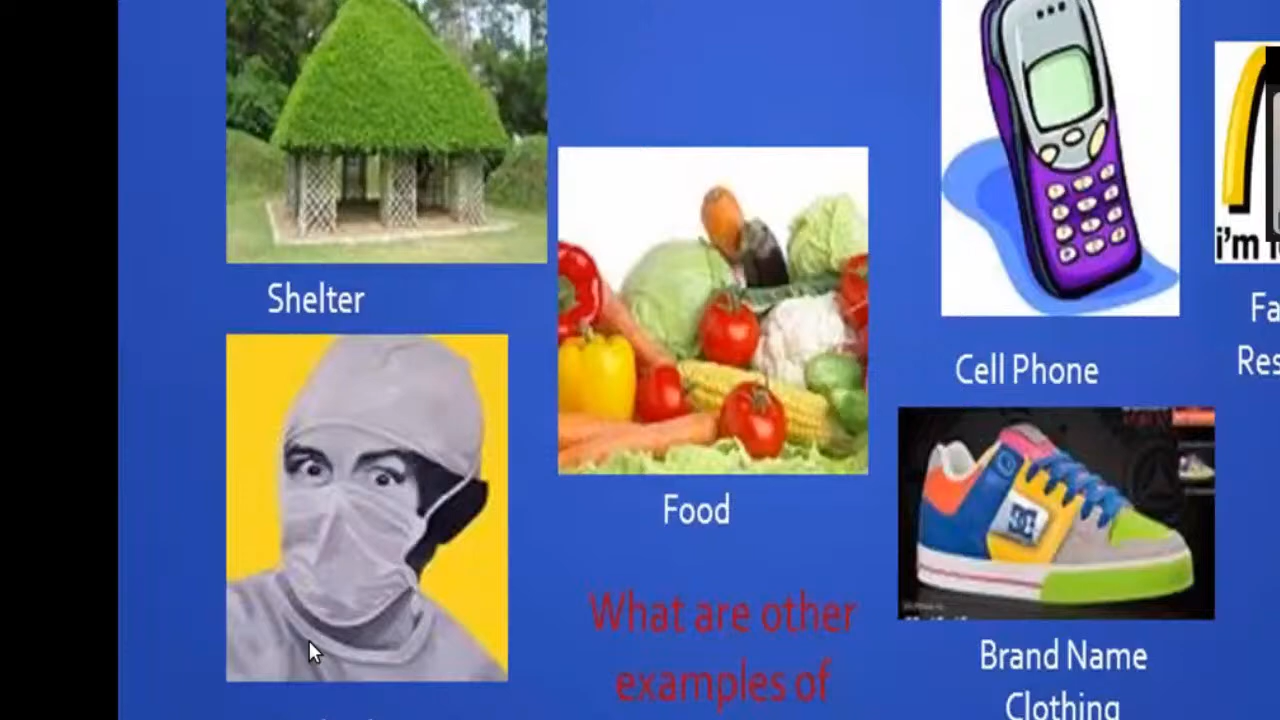 Shelter
Food
What are other
examples of
Cell Phone
Brand Name
Clothing
i'm